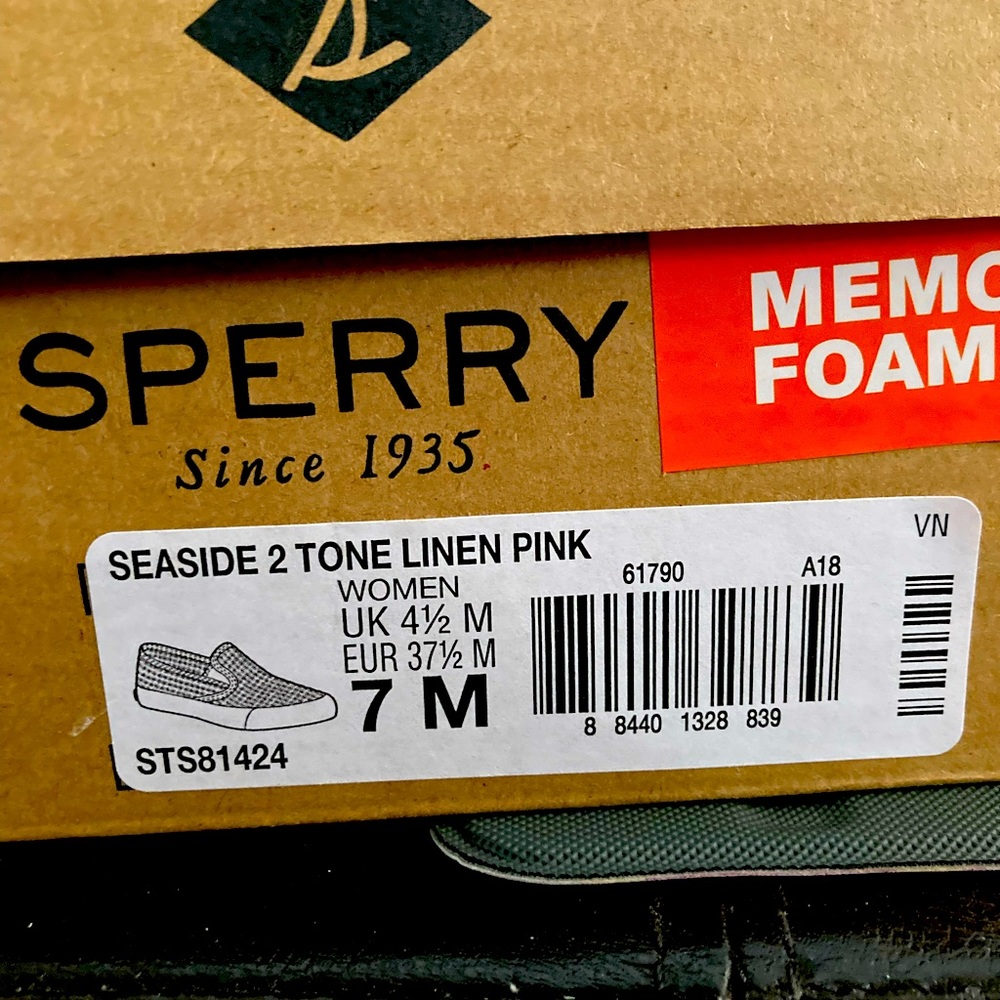 SPERRY
Since 1935
MEMO
FOAM
SEASIDE 2 TONE LINEN PINK
VN
WOMEN
UK 4½ M
EUR 37½ M
7 M
61790
A18
8 8440 1328 839
STS81424